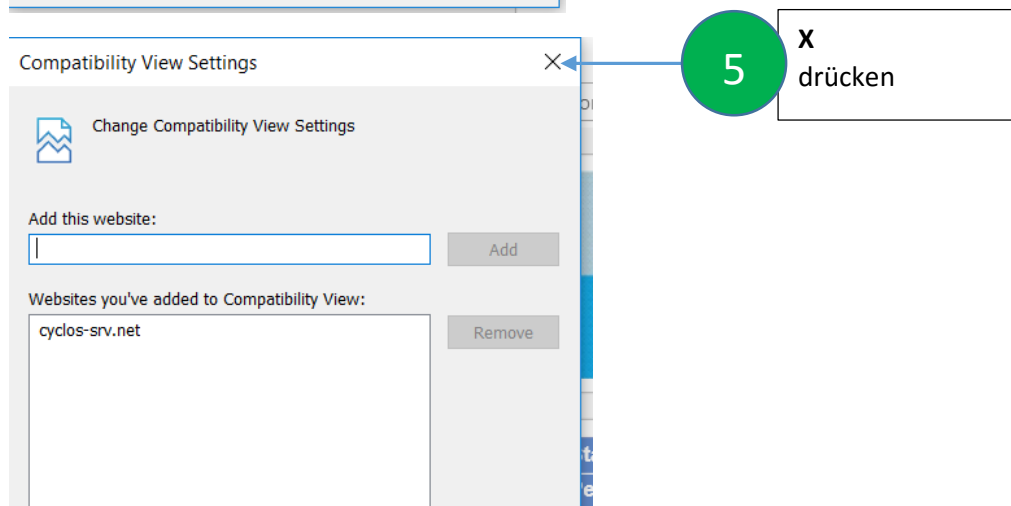 Compatibility View Settings
5
X
drücken
Change Compatibility View Settings
Add this website:
Add
Websites you've added to Compatibility View:
cyclos-srv.net
Remove